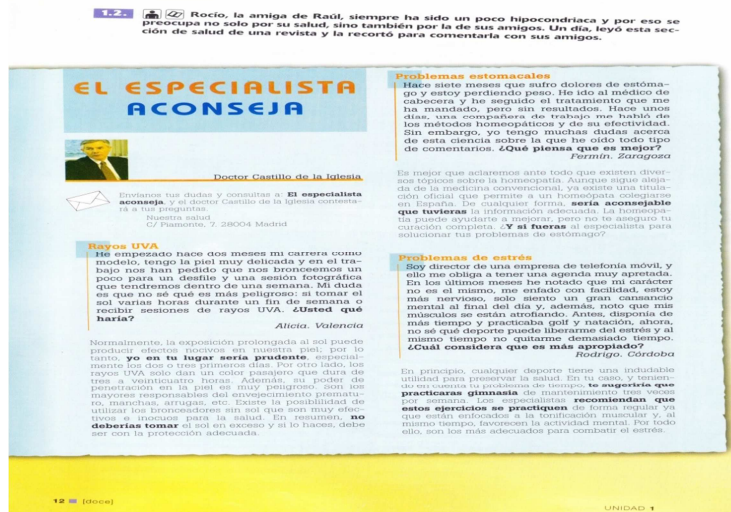 1.2. Rocío, la amiga de Raúl, siempre ha sido un poco hipocondriaca y por eso se
preocupa no solo por su salud, sino también por la de sus amigos. Un día, leyó esta sec-
ción de salud de una revista y la recortó para comentarla con sus amigos.
EL ESPECIALISTA
ACONSEJA
Doctor Castillo de la Iglesia
Envíanos tus dudas y consultas a: El especialista
aconseja, y el doctor Castillo de la Iglesia contesta-
rá a tus preguntas.
Nuestra salud
C/ Piamonte, 7. 28004 Madrid
Rayos UVA
He empezado hace dos meses mi carrera como
modelo, tengo la piel muy delicada y en el tra-
bajo nos han pedido que nos bronceemos un
poco para un desfile y una sesión fotográfica
que tendremos dentro de una semana. Mi duda
es que no sé qué es más peligroso: si tomar el
sol varias horas durante un fin de semana o
recibir sesiones de rayos UVA. ¿Usted qué
haría?
Alicia. Valencia
Normalmente, la exposición prolongada al sol puede
producir efectos nocivos en nuestra piel; por lo
tanto, yo en tu lugar sería prudente, especial-
mente los dos o tres primeros días. Por otro lado, los
rayos UVA solo dan un color pasajero que dura de
tres a veinticuatro horas. Además, su poder de
penetración en la piel es muy peligroso. Son los
mayores responsables del envejecimiento prematu-
ro, manchas, arrugas, etc. Existe la posibilidad de
utilizar los bronceadores sin sol que son muy efec-
tivos e inocuos para la salud. En resumen, no
deberías tomar el sol en exceso y si lo haces, debe
ser con la protección adecuada.
Problemas estomacales
Hace siete meses que sufro dolores de estóma-
go y estoy perdiendo peso. He ido al médico de
cabecera y he seguido el tratamiento que me
ha mandado, pero sin resultados. Hace unos
días, una compañera de trabajo me habló de
los métodos homeopáticos y de su efectividad.
Sin embargo, yo tengo muchas dudas acerca
de esta ciencia sobre la que he oído todo tipo
de comentarios. ¿Qué piensa que es mejor?
Fermín. Zaragoza
Es mejor que aclaremos ante todo que existen diver-
sos tópicos sobre la homeopatía. Aunque sigue aleja-
da de la medicina convencional, ya existe una titula-
ción oficial que permite a un homeópata colegiarse
en España. De cualquier forma, sería aconsejable
que tuvieras la información adecuada. La homeopa-
tía puede ayudarte a mejorar, pero no te aseguro tu
curación completa. ¿Y si fueras al especialista para
solucionar tus problemas de estómago?
Problemas de estrés
Soy director de una empresa de telefonía móvil, y
ello me obliga a tener una agenda muy apretada.
En los últimos meses he notado que mi carácter
no es el mismo, me enfado con facilidad, estoy
más nervioso, solo siento un gran cansancio
mental al final del día y, además, noto que mis
músculos se están atrofiando. Antes, disponía de
más tiempo y practicaba golf y natación, ahora,
no sé qué deporte puede liberarme del estrés y al
mismo tiempo no quitarme demasiado tiempo.
¿Cuál considera que es más apropiado?
Rodrigo. Córdoba
En principio, cualquier deporte tiene una indudable
utilidad para preservar la salud. En tu caso, y tenien-
do en cuenta tu problema de tiempo, te sugeriría que
practicaras gimnasia de mantenimiento tres veces
por semana. Los especialistas recomiendan que
estos ejercicios se practiquen de forma regular ya
que están enfocados a la tonificación muscular y, al
mismo tiempo, favorecen la actividad mental. Por todo
ello, son los más adecuados para combatir el estrés.
12 [doce]
UNIDAD 1